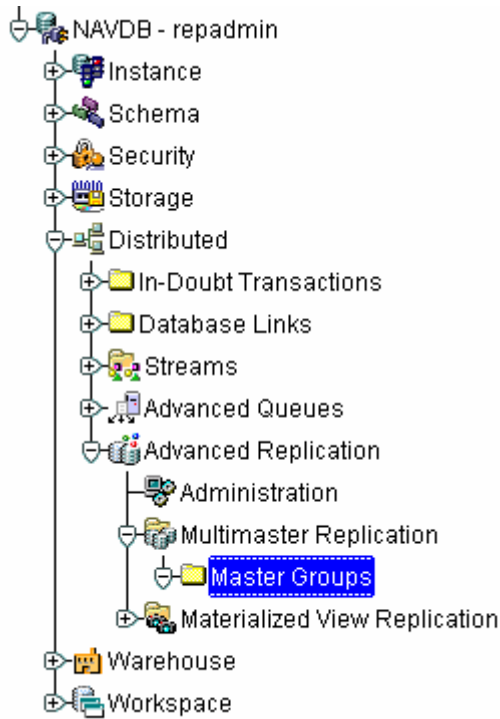 NAVDB - repadmin
Instance
Schema
Security
Storage
Distributed
In-Doubt Transactions
Database Links
Streams
Advanced Queues
Advanced Replication
Administration
Multimaster Replication
Master Groups
Materialized View Replication
Warehouse
Workspace